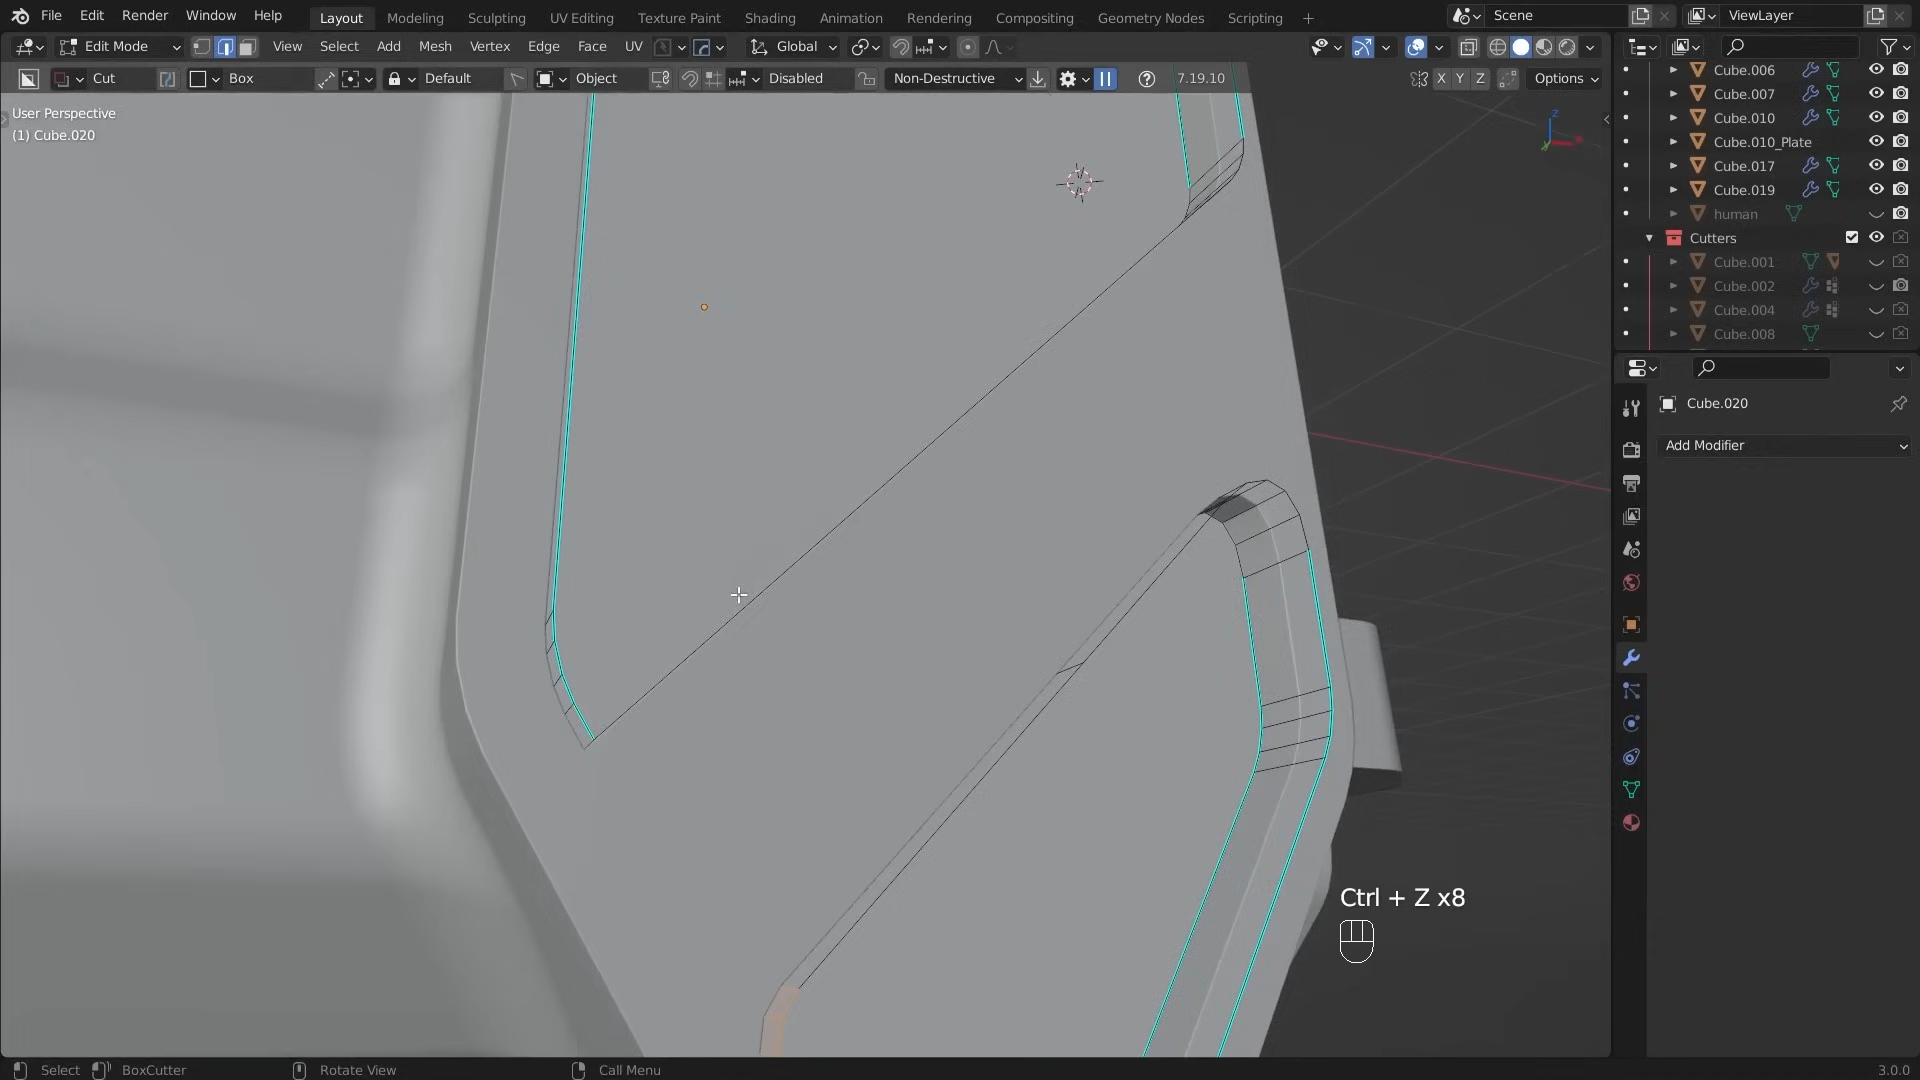 File Edit Render Window Help Layout Modeling Sculpting UV Editing Texture Paint Shading Animation Rendering Compositing Geometry Nodes Scripting + Scene ViewLayer
Edit Mode View Select Add Mesh Vertex Edge Face UV Global
Cut Box Default Object Disabled Non-Destructive 7.19.10 X Y Z Options
User Perspective
(1) Cube.020
Z
Cube.006
Cube.007
Cube.010
Cube.010_Plate
Cube.017
Cube.019
human
Cutters
Cube.001
Cube.002
Cube.004
Cube.008
Cube.020
Add Modifier
Ctrl + Z x8
Select BoxCutter Rotate View Call Menu 3.0.0